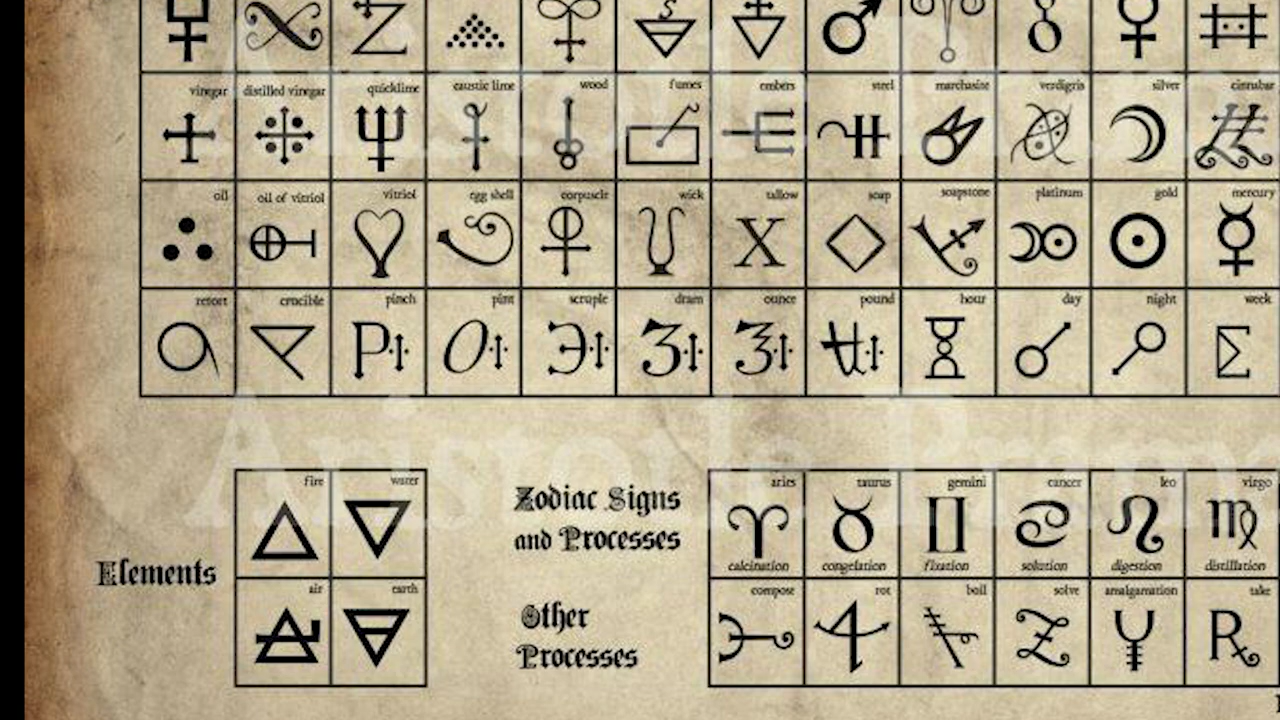 vinegar distilled vinegar quicklime caustic lime wood fumes embers steel marchasite verdigris silver cinnabar
oil oil of vitriol vitriol egg shell corpuscle wick tallow soap soapstone platinum gold mercury
retort crucible pinch pint scruple dram ounce pound hour day night week
fire water
air earth
Elements
Zodiac Signs
and Processes
aries taurus gemini cancer leo virgo
calcination congelation fixation solution digestion distillation
Other
Processes
compose rot boil solve amalgamation take